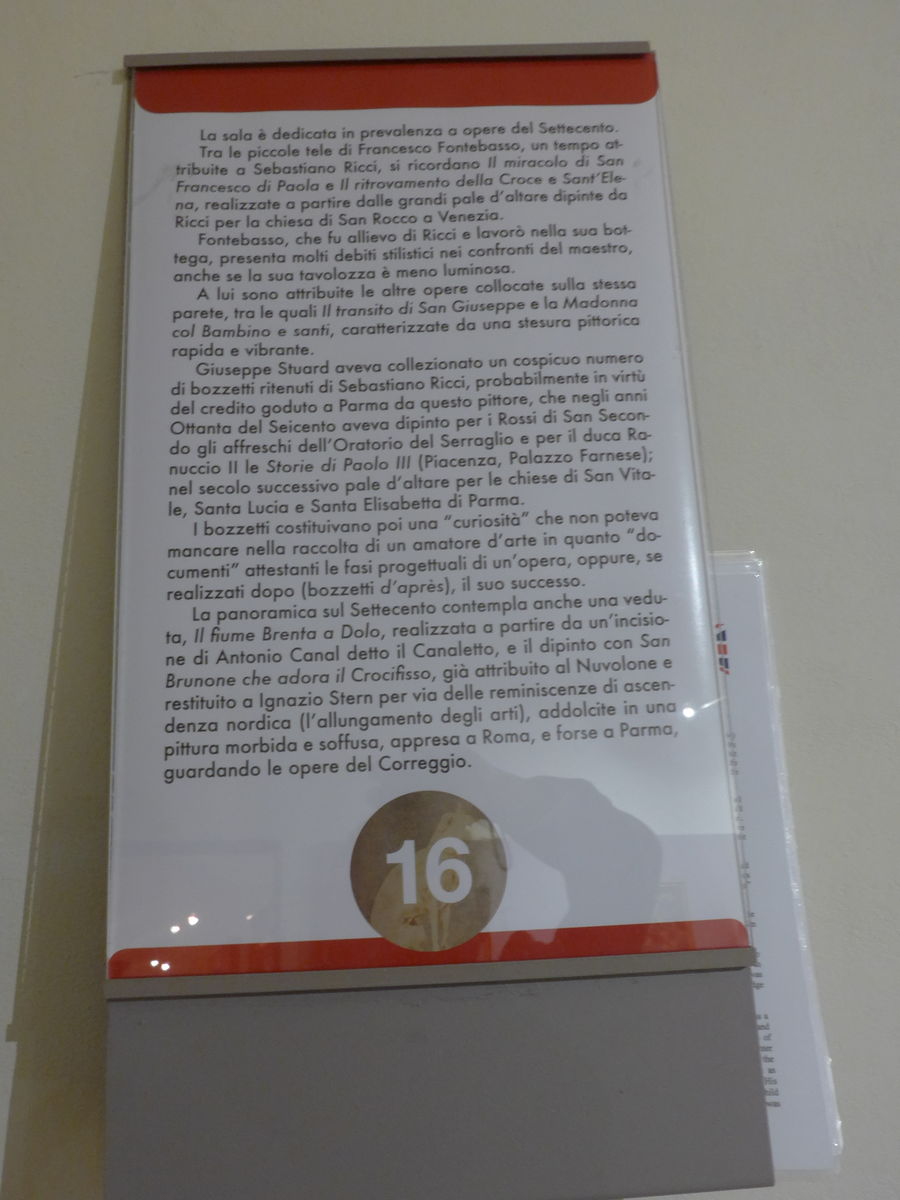 La sala è dedicata in prevalenza a opere del Settecento.
Tra le piccole tele di Francesco Fontebasso, un tempo at-
tribuite a Sebastiano Ricci, si ricordano Il miracolo di San
Francesco di Paola e Il ritrovamento della Croce e Sant'Ele-
na, realizzate a partire dalle grandi pale d'altare dipinte da
Ricci per la chiesa di San Rocco a Venezia.
Fontebasso, che fu allievo di Ricci e lavorò nella sua bot-
tega, presenta molti debiti stilistici nei confronti del maestro,
anche se la sua tavolozza è meno luminosa.
A lui sono attribuite le altre opere collocate sulla stessa
parete, tra le quali Il transito di San Giuseppe e la Madonna
col Bambino e santi, caratterizzate da una stesura pittorica
rapida e vibrante.
Giuseppe Stuard aveva collezionato un cospicuo numero
di bozzetti ritenuti di Sebastiano Ricci, probabilmente in virtù
del credito goduto a Parma da questo pittore, che negli anni
Ottanta del Seicento aveva dipinto per i Rossi di San Secon-
do gli affreschi dell'Oratorio del Serraglio e per il duca Ra-
nuccio II le Storie di Paolo III (Piacenza, Palazzo Farnese);
nel secolo successivo pale d'altare per le chiese di San Vita-
le, Santa Lucia e Santa Elisabetta di Parma.
I bozzetti costituivano poi una "curiosità" che non poteva
mancare nella raccolta di un amatore d'arte in quanto "do-
cumenti" attestanti le fasi progettuali di un'opera, oppure, se
realizzati dopo (bozzetti d'après), il suo successo.
La panoramica sul Settecento contempla anche una vedu-
ta, Il fiume Brenta a Dolo, realizzata a partire da un'incisio-
ne di Antonio Canal detto il Canaletto, e il dipinto con San
Brunone che adora il Crocifisso, già attribuito al Nuvolone e
restituito a Ignazio Stern per via delle reminiscenze di ascen-
denza nordica (l'allungamento degli arti), addolcite in una
pittura morbida e soffusa, appresa a Roma, e forse a Parma,
guardando le opere del Correggio.
16
and
of,
the
as
His
was